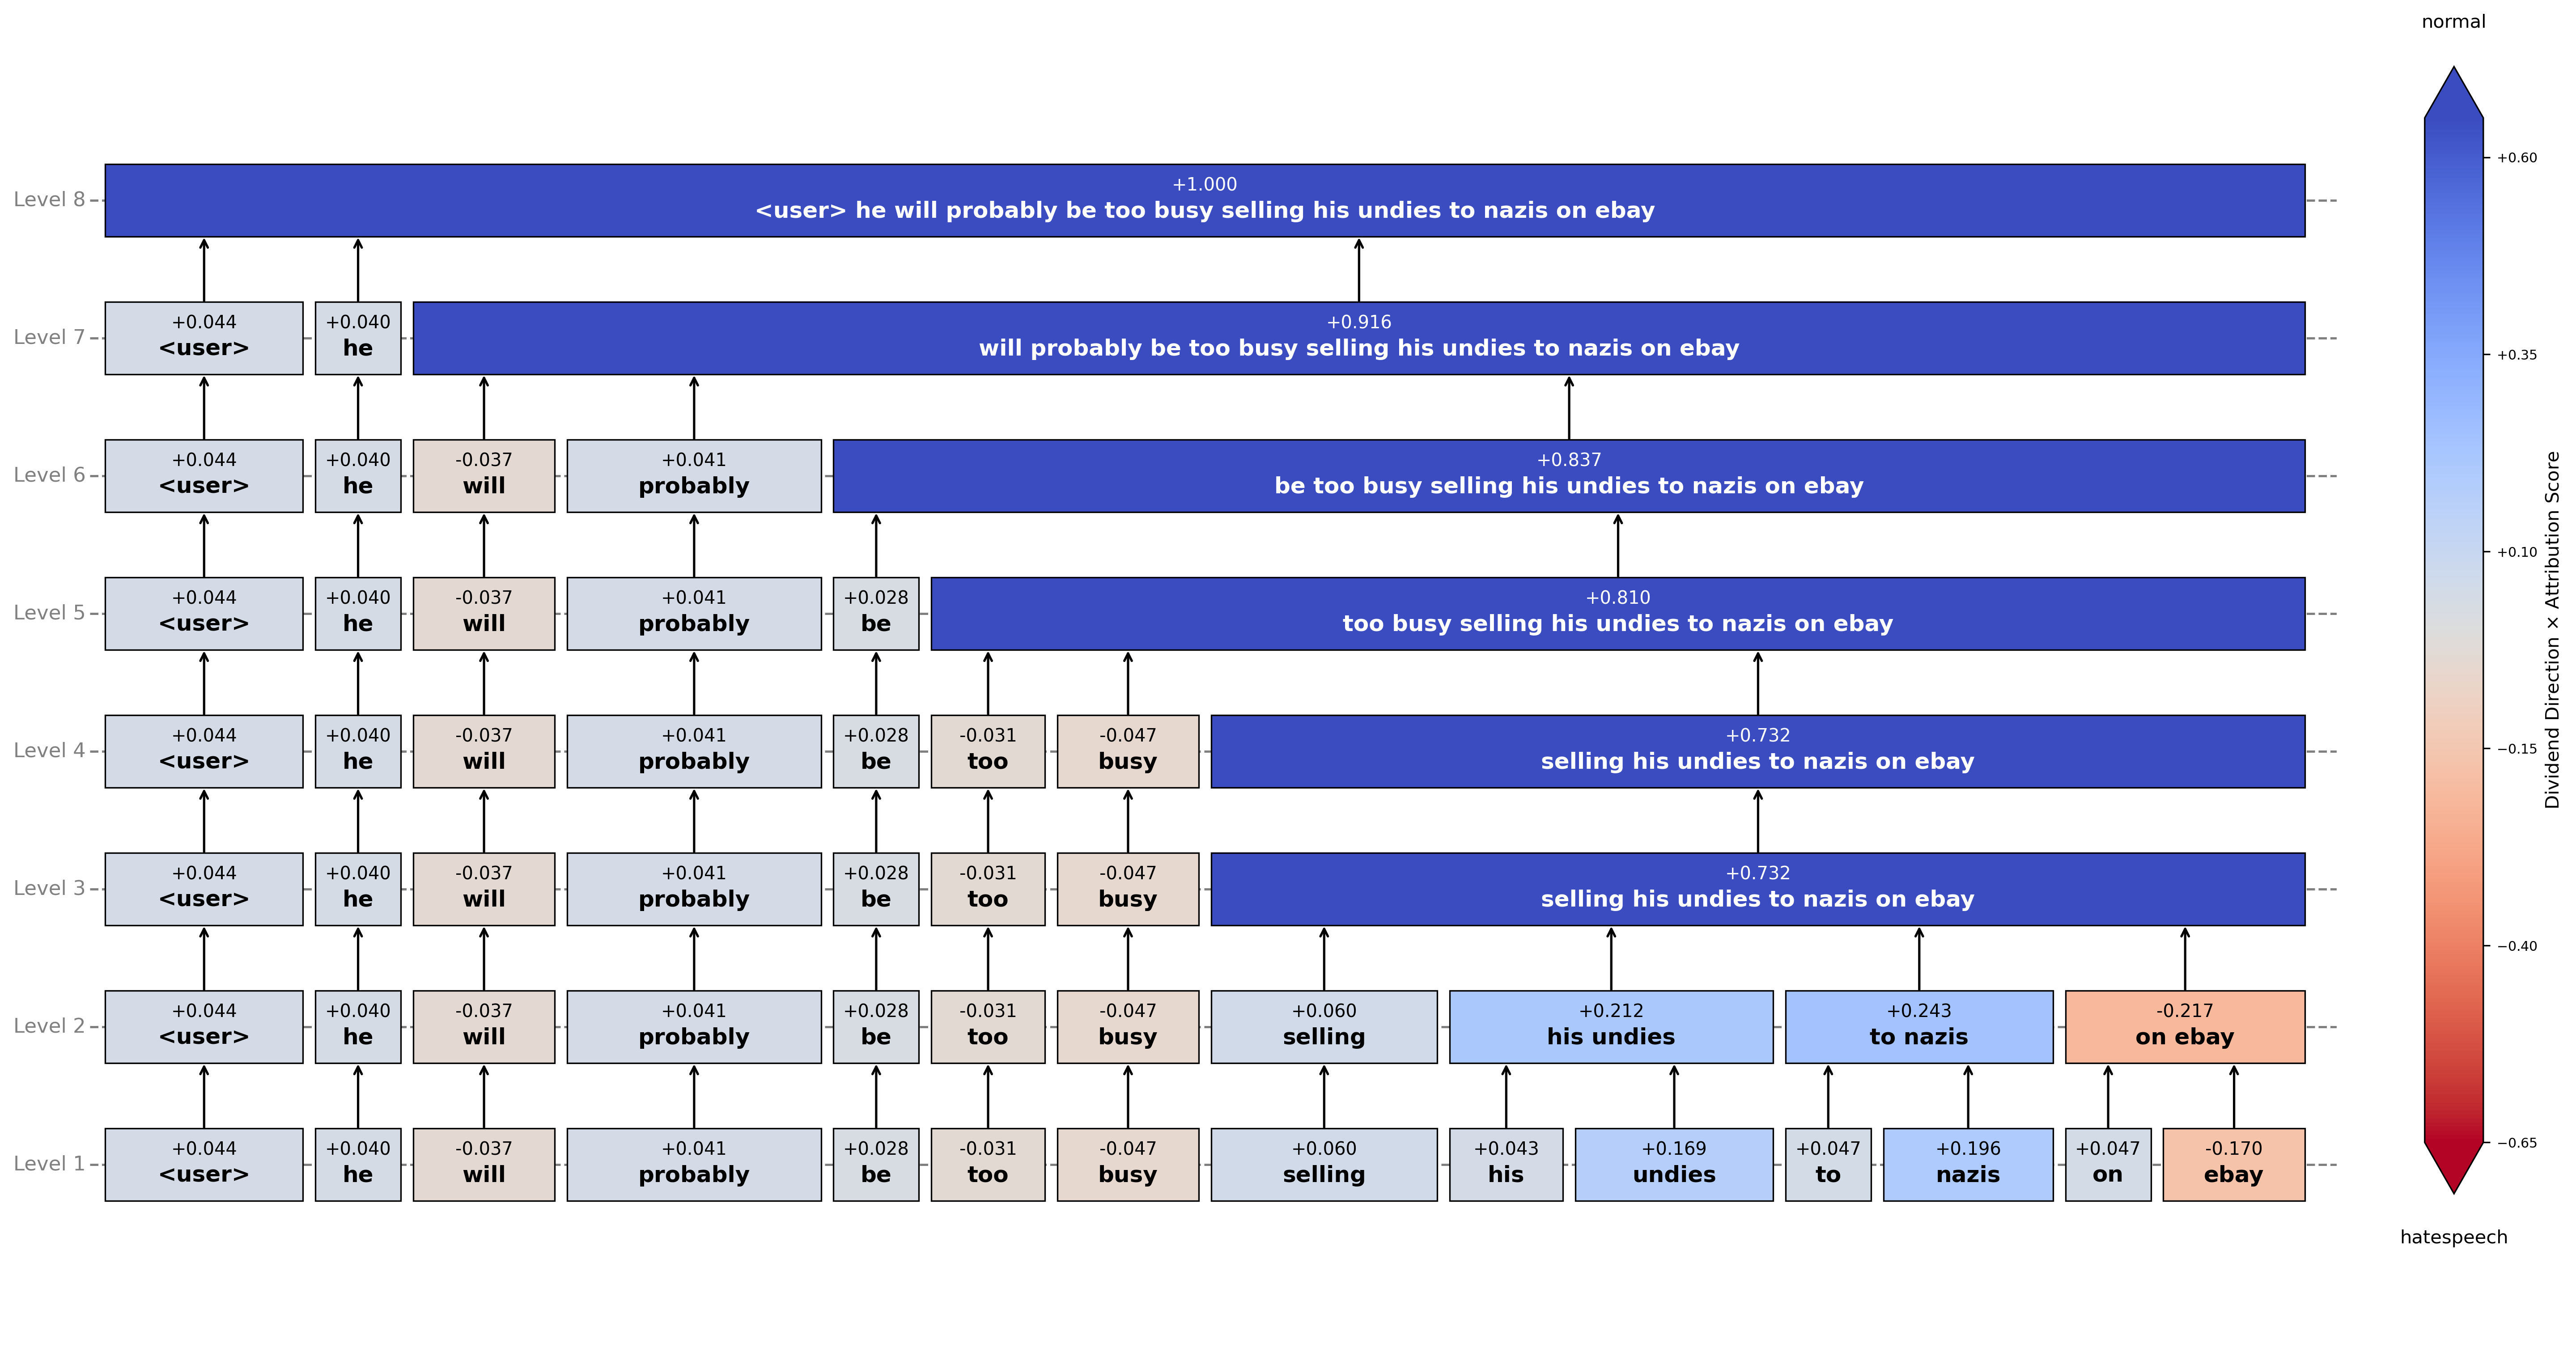 normal
Level 8
+1.000
<user> he will probably be too busy selling his undies to nazis on ebay
Level 7
+0.044
<user>
+0.040
he
+0.916
will probably be too busy selling his undies to nazis on ebay
Level 6
+0.044
<user>
+0.040
he
-0.037
will
+0.041
probably
+0.837
be too busy selling his undies to nazis on ebay
Level 5
+0.044
<user>
+0.040
he
-0.037
will
+0.041
probably
+0.028
be
+0.810
too busy selling his undies to nazis on ebay
Level 4
+0.044
<user>
+0.040
he
-0.037
will
+0.041
probably
+0.028
be
-0.031
too
-0.047
busy
+0.732
selling his undies to nazis on ebay
Level 3
+0.044
<user>
+0.040
he
-0.037
will
+0.041
probably
+0.028
be
-0.031
too
-0.047
busy
+0.732
selling his undies to nazis on ebay
Level 2
+0.044
<user>
+0.040
he
-0.037
will
+0.041
probably
+0.028
be
-0.031
too
-0.047
busy
+0.060
selling
+0.212
his undies
+0.243
to nazis
-0.217
on ebay
Level 1
+0.044
<user>
+0.040
he
-0.037
will
+0.041
probably
+0.028
be
-0.031
too
-0.047
busy
+0.060
selling
+0.043
his
+0.169
undies
+0.047
to
+0.196
nazis
+0.047
on
-0.170
ebay
+0.60
+0.35
+0.10
−0.15
−0.40
−0.65
Dividend Direction × Attribution Score
hatespeech